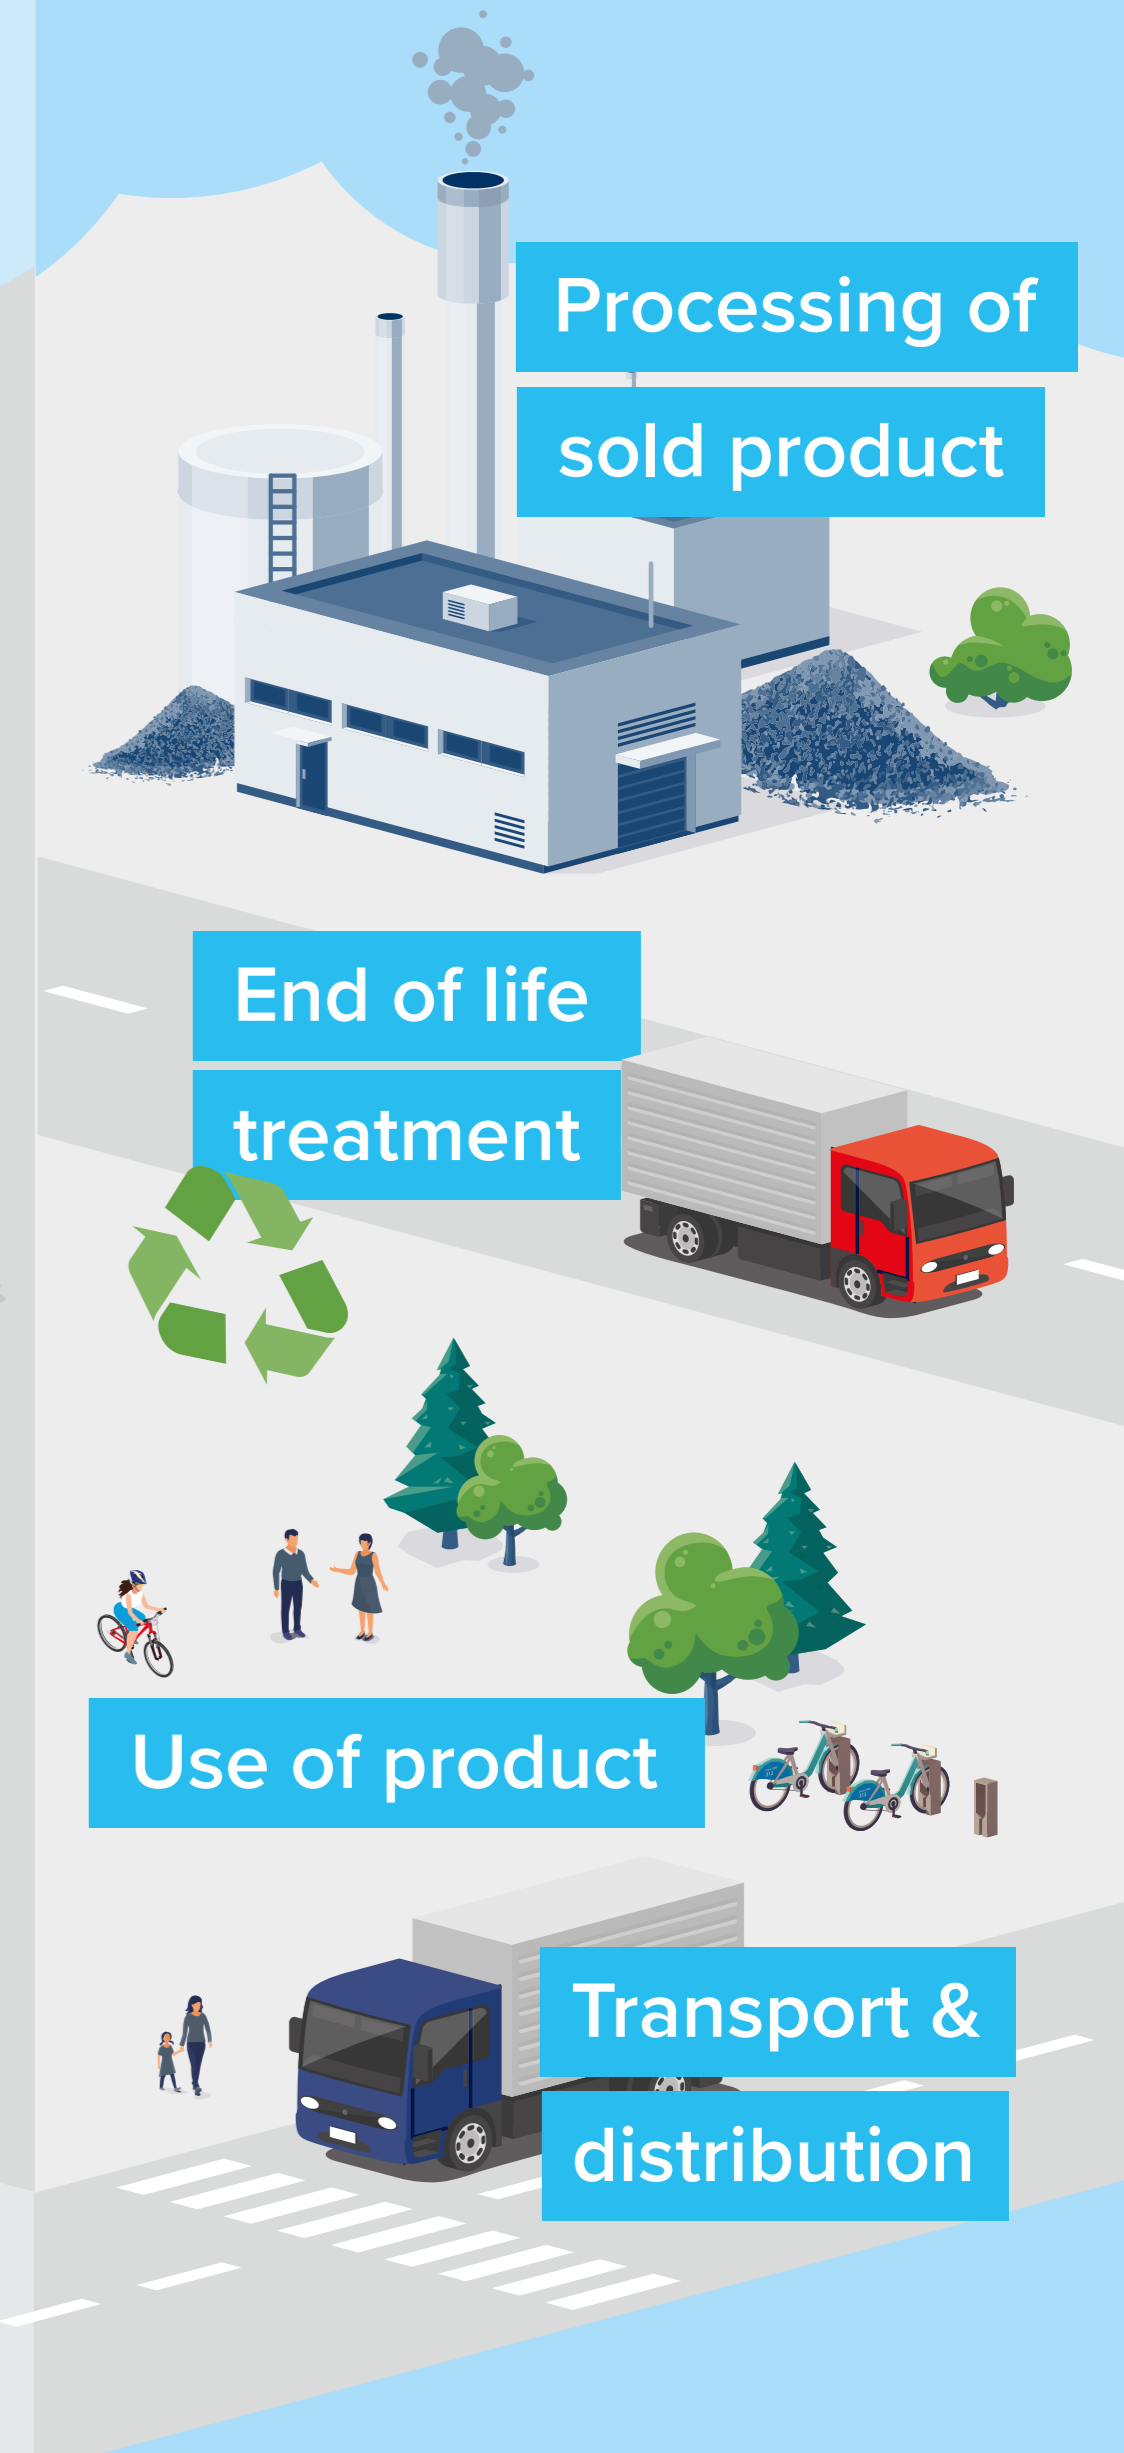 Processing of
sold product
End of life
treatment
Use of product
Transport &
distribution